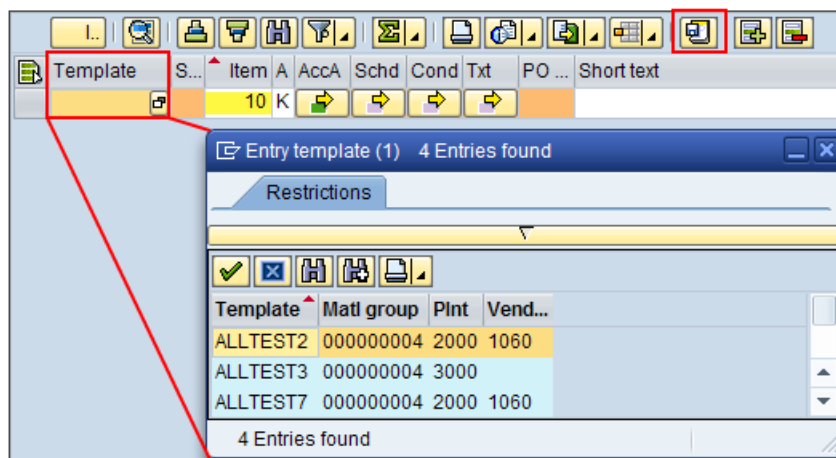 I..
Template S... Item A AccA Schd Cond Txt PO ... Short text
10 K
Entry template (1) 4 Entries found
Restrictions
Template Matl group Plnt Vend...
ALLTEST2 000000004 2000 1060
ALLTEST3 000000004 3000
ALLTEST7 000000004 2000 1060
4 Entries found